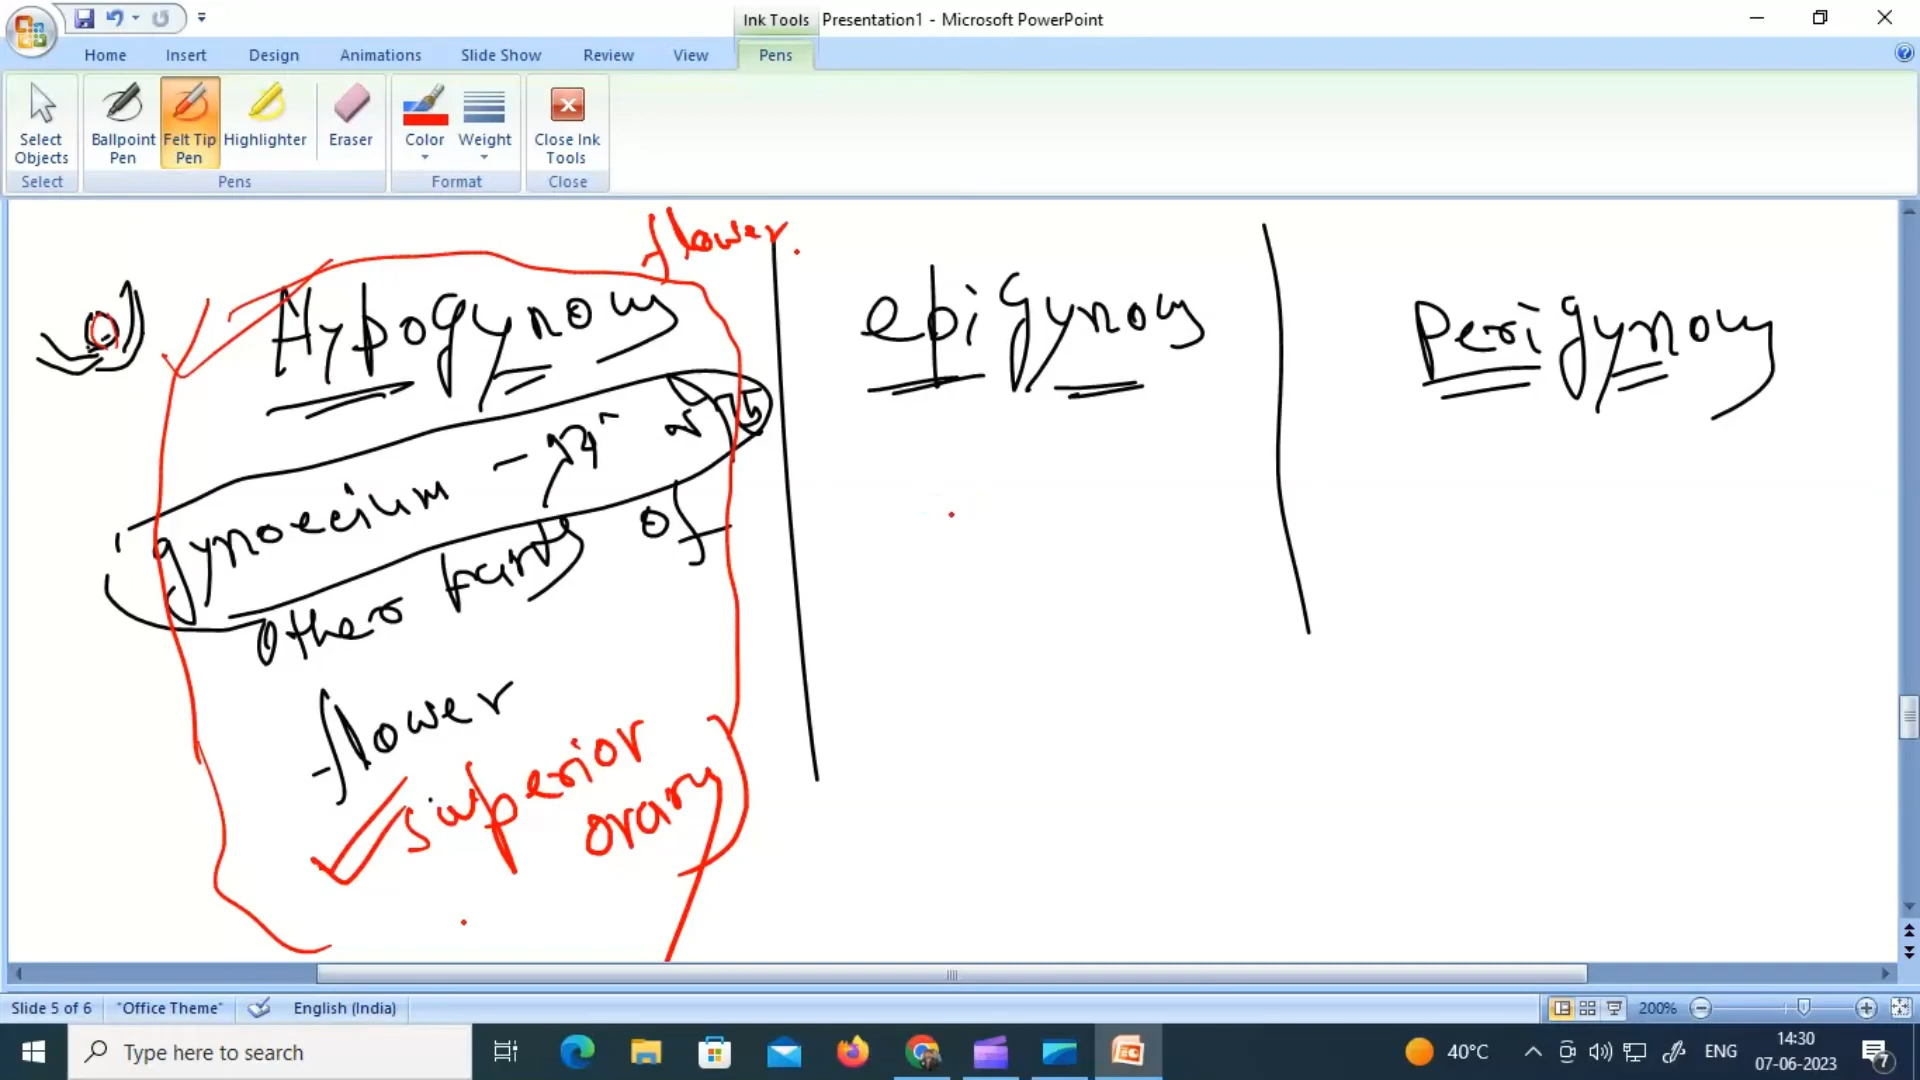 Ink Tools
Presentation1 - Microsoft PowerPoint
Home
Insert
Design
Animations
Slide Show
Review
View
Pens
Select Objects
Ballpoint Pen
Felt Tip Pen
Highlighter
Eraser
Color
Weight
Close Ink Tools
Select
Pens
Format
Close
flower.
Hypogynous
epigynous
perigynous
gynoecium -
other parts of
flower
superior
ovary
Slide 5 of 6
"Office Theme"
English (India)
200%
Type here to search
40°C
ENG
14:30
07-06-2023
7